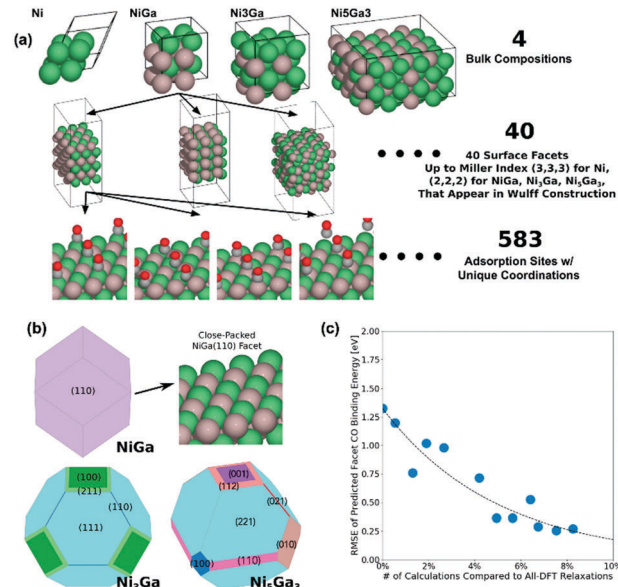 (a)
Ni
NiGa
Ni3Ga
Ni5Ga3
4
Bulk Compositions
40
40 Surface Facets
Up to Miller Index (3,3,3) for Ni,
(2,2,2) for NiGa, Ni₃Ga, Ni₅Ga₃,
That Appear in Wulff Construction
583
Adsorption Sites w/
Unique Coordinations
(b)
(110)
NiGa
Close-Packed
NiGa(110) Facet
(100)
(211)
(110)
(111)
Ni₃Ga
(001)
(112)
(021)
(221)
(010)
(100)
(110)
Ni₅Ga₃
(c)
RMSE of Predicted Facet CO Binding Energy [eV]
2.00
1.75
1.50
1.25
1.00
0.75
0.50
0.25
0.00
0
2%
4%
6%
8%
10%
# of Calculations Compared to All-DFT Relaxations